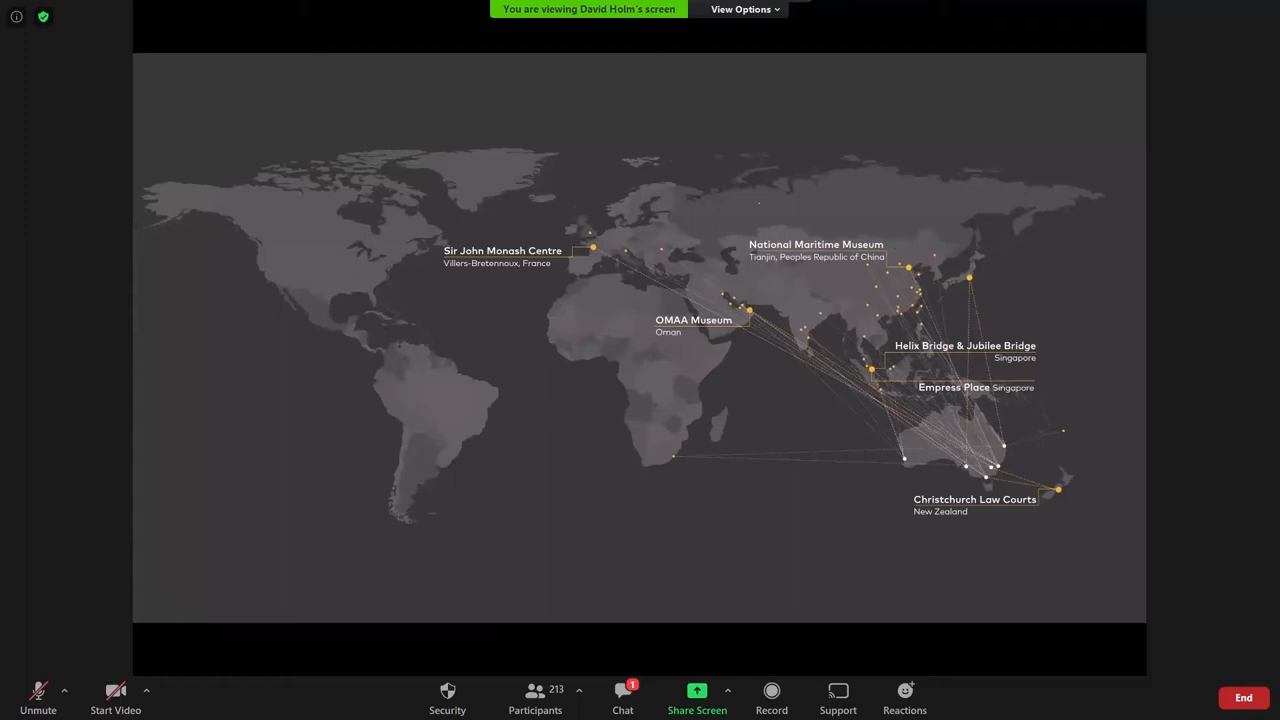 You are viewing David Holm's screen
View Options
Sir John Monash Centre
Villers-Bretennoux, France
National Maritime Museum
Tianjin, Peoples Republic of China
OMAA Museum
Oman
Helix Bridge & Jubilee Bridge
Singapore
Empress Place Singapore
Christchurch Law Courts
New Zealand
Unmute
Start Video
Security
213
Participants
1
Chat
Share Screen
Record
Support
Reactions
End